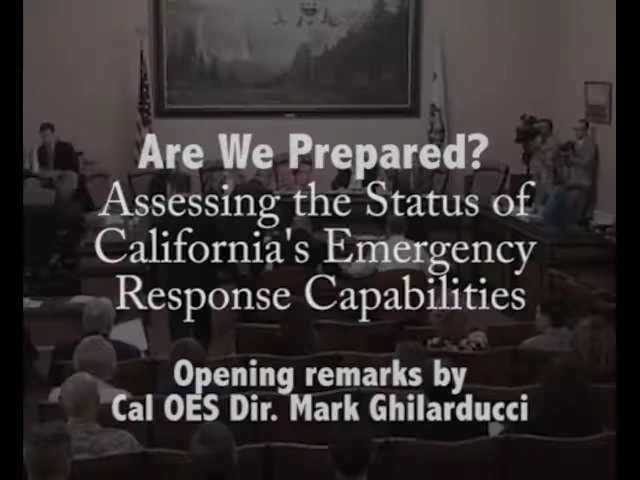 Are We Prepared?
Assessing the Status of
California's Emergency
Response Capabilities
Opening remarks by
Cal OES Dir. Mark Ghilarducci